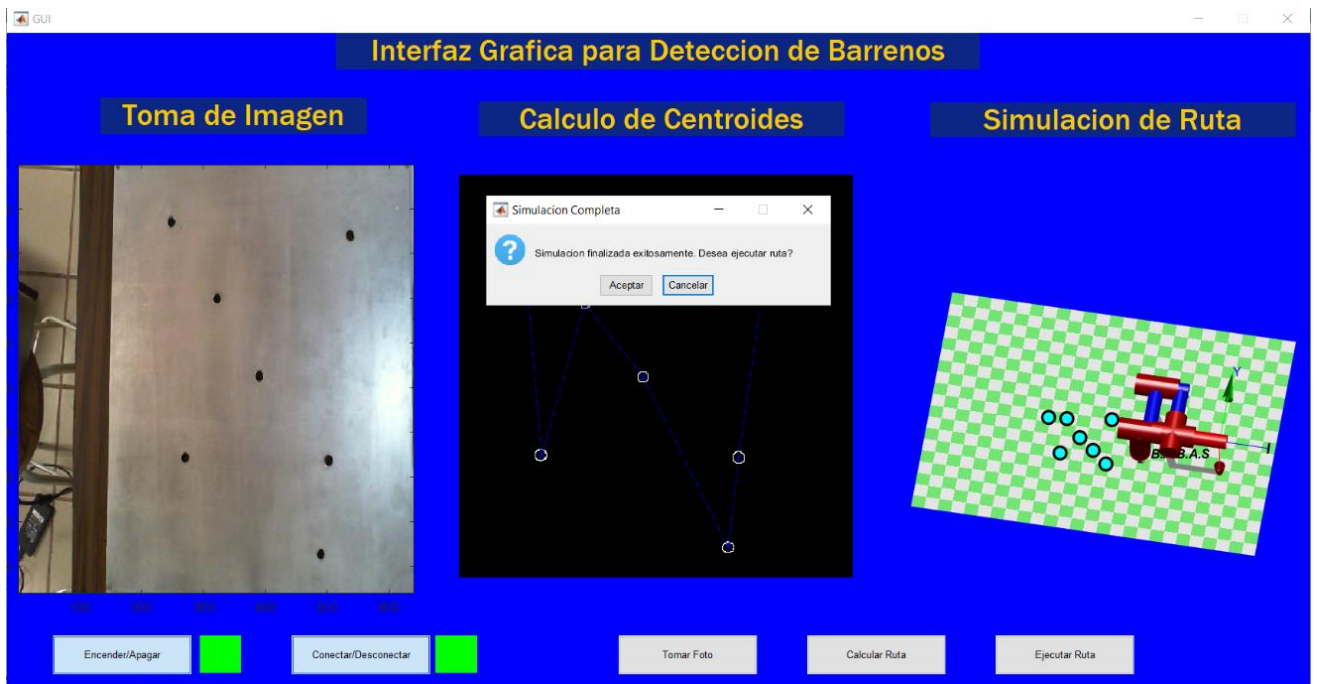 GUI
Interfaz Grafica para Deteccion de Barrenos
Toma de Imagen
Calculo de Centroides
Simulacion de Ruta
Simulacion Completa
Simulacion finalizada exitosamente. Desea ejecutar ruta?
Aceptar
Cancelar
Y
B.A.S
Encender/Apagar
Conectar/Desconectar
Tomar Foto
Calcular Ruta
Ejecutar Ruta